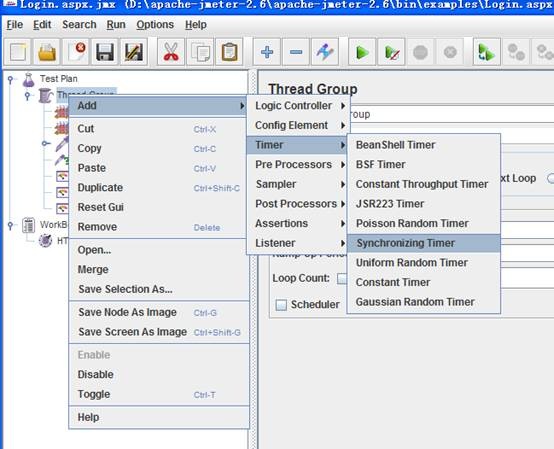 Login.aspx.jmx (D:\apache-jmeter-2.6\apache-jmeter-2.6\bin\examples\Login.aspx
File Edit Search Run Options Help
Test Plan
Thread Group
Thread Group
Add
Cut Ctrl-X
Copy Ctrl-C
Paste Ctrl-V
Duplicate Ctrl+Shift-C
Reset Gui
Remove Delete
Open...
Merge
Save Selection As...
Save Node As Image Ctrl-G
Save Screen As Image Ctrl+Shift-G
Enable
Disable
Toggle Ctrl-T
Help
Logic Controller
Config Element
Timer
Pre Processors
Sampler
Post Processors
Assertions
Listener
BeanShell Timer
BSF Timer
Constant Throughput Timer
JSR223 Timer
Poisson Random Timer
Synchronizing Timer
Uniform Random Timer
Constant Timer
Gaussian Random Timer
WorkBe
HT
roup
ext Loop
Loop Count:
Scheduler